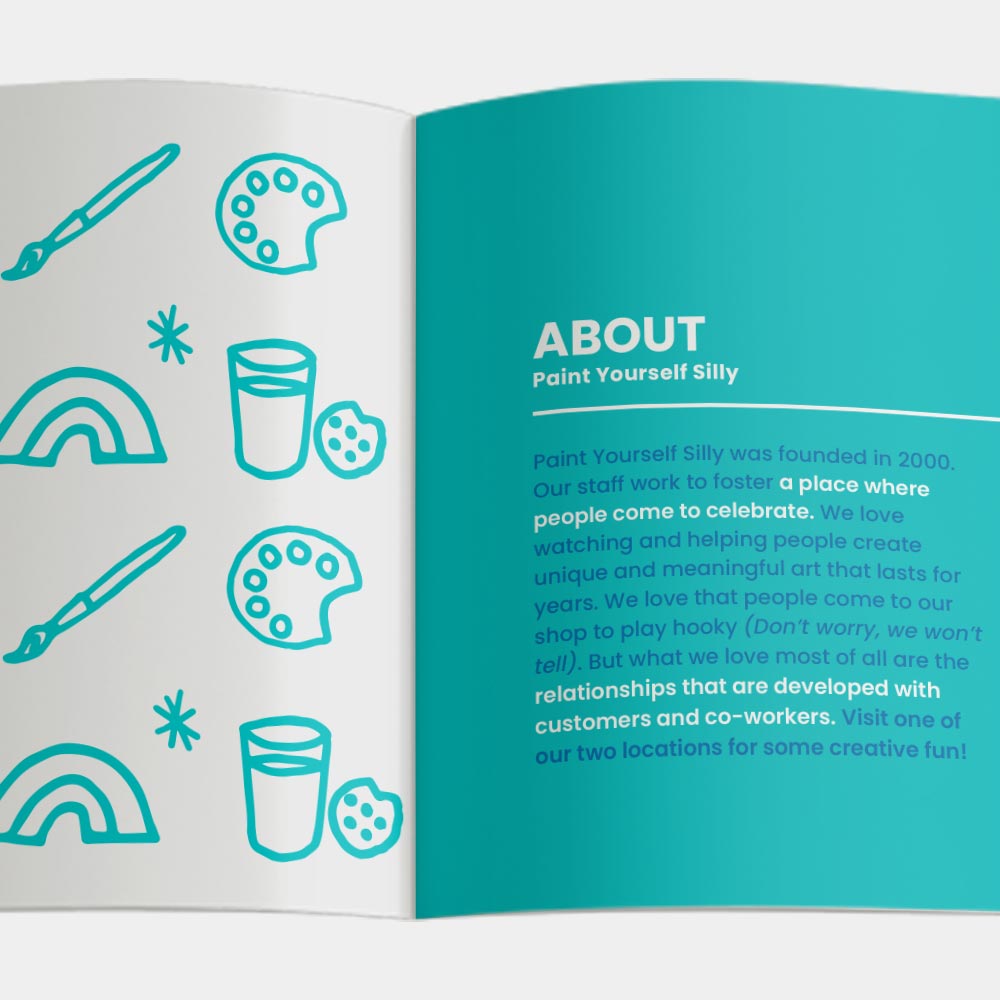 ABOUT
Paint Yourself Silly
Paint Yourself Silly was founded in 2000.
Our staff work to foster a place where
people come to celebrate. We love
watching and helping people create
unique and meaningful art that lasts for
years. We love that people come to our
shop to play hooky (Don't worry, we won't
tell). But what we love most of all are the
relationships that are developed with
customers and co-workers. Visit one of
our two locations for some creative fun!